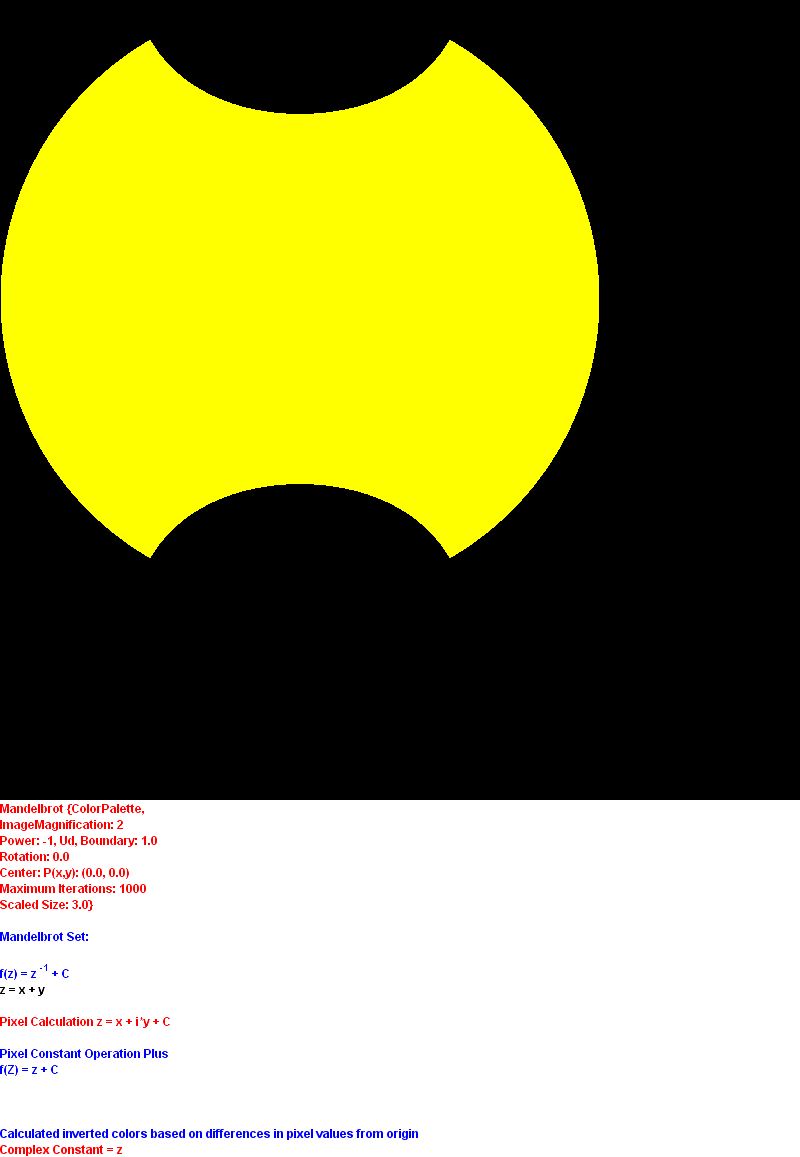 Mandelbrot {ColorPalette,
ImageMagnification: 2
Power: -1, Ud, Boundary: 1.0
Rotation: 0.0
Center: P(x,y): (0.0, 0.0)
Maximum Iterations: 1000
Scaled Size: 3.0}
Mandelbrot Set:
f(z) = z -1 + C
z = x + y
Pixel Calculation z = x + i*y + C
Pixel Constant Operation Plus
f(Z) = z + C
Calculated inverted colors based on differences in pixel values from origin
Complex Constant = z